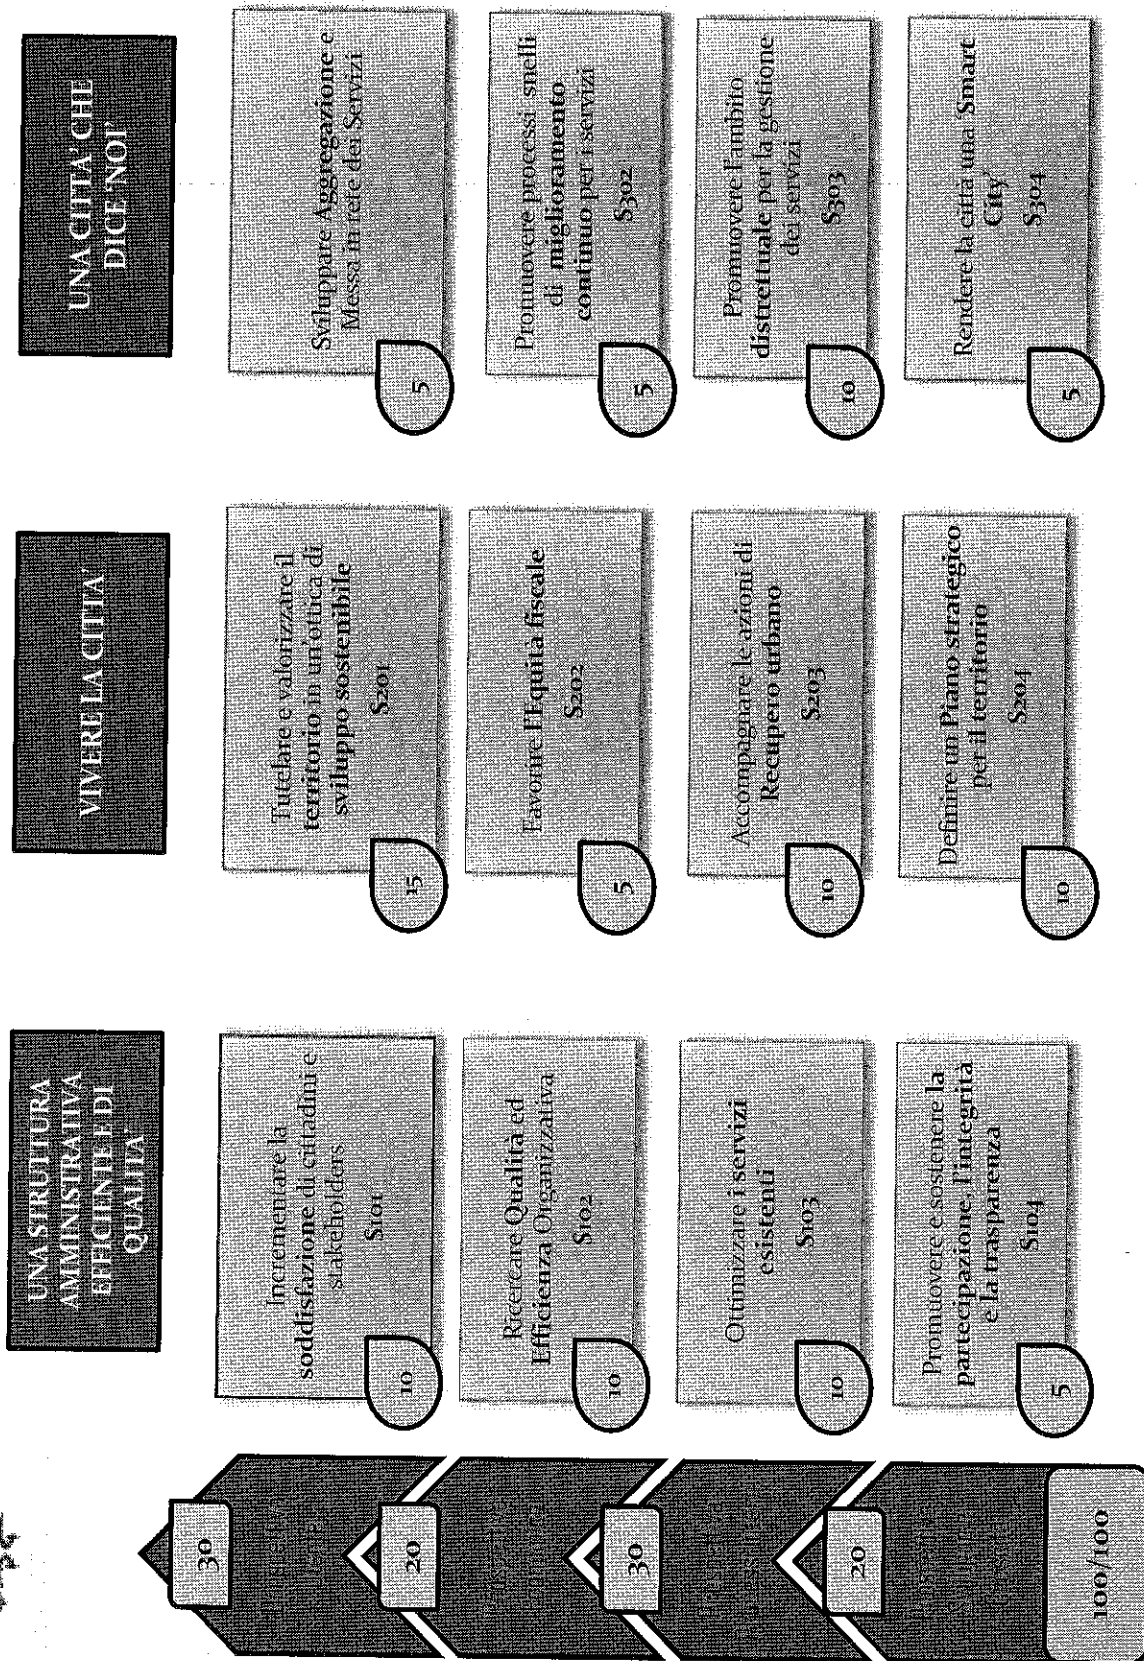 UNA STRUTTURA
AMMINISTRATIVA
EFFICIENTE DI
QUALITA'
VIVERE LA CITTA'
UNA CITTA' CHE
DICE 'NOI'
30
Incrementare la
soddisfazione di cittadini e
stakeholders
S101
10
Tutelare e valorizzare il
territorio in un'ottica di
sviluppo sostenibile
S201
15
Sviluppare Aggregazione e
Messa in rete dei Servizi
5
20
Ricercare Qualità ed
Efficienza Organizzativa
S102
10
Favorire l'Equità fiscale
S202
5
Promuovere processi snelli
di miglioramento
continuo per i servizi
S302
5
30
Ottimizzare i servizi
esistenti
S103
10
Accompagnare le azioni di
Recupero urbano
S203
10
Promuovere l'ambito
distrettuale per la gestione
dei servizi
S303
10
20
Promuovere e sostenere la
partecipazione, l'integrità
e la trasparenza
S104
5
Definire un Piano strategico
per il territorio
S204
10
Rendere la città una 'Smart
City'
S304
5
100/100